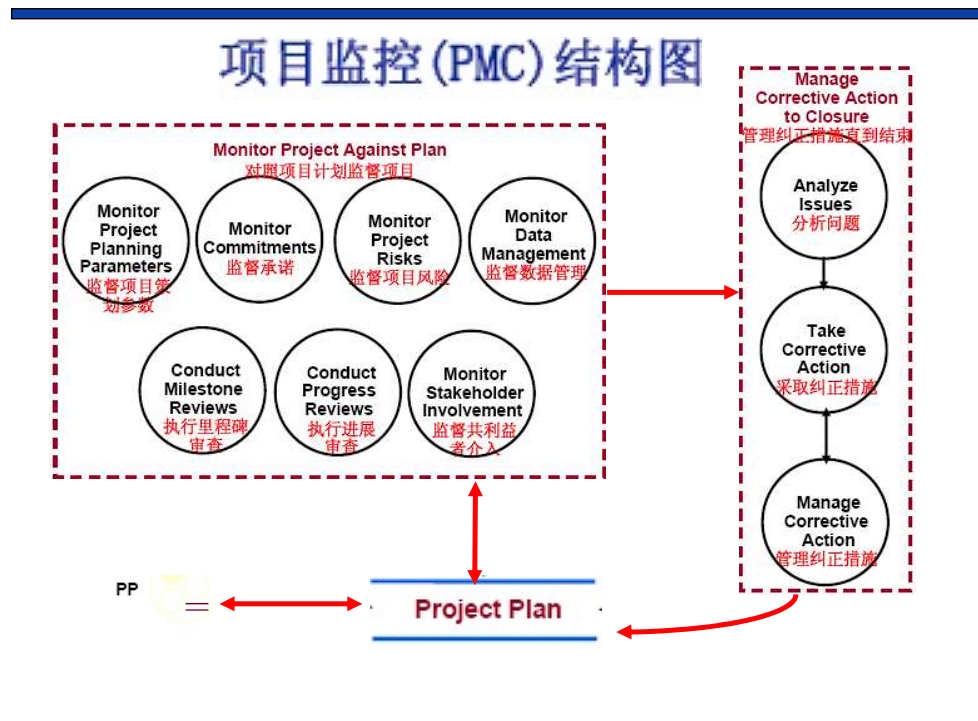 项目监控(PMC)结构图
Monitor Project Against Plan
对照项目计划监督项目
Monitor
Project
Planning
Parameters
监督项目策
划参数
Monitor
Commitments
监督承诺
Monitor
Project
Risks
监督项目风险
Monitor
Data
Management
监督数据管理
Conduct
Milestone
Reviews
执行里程碑
审查
Conduct
Progress
Reviews
执行进展
审查
Monitor
Stakeholder
Involvement
监督共利益
者介入
Manage
Corrective Action
to Closure
管理纠正措施直到结束
Analyze
Issues
分析问题
Take
Corrective
Action
采取纠正措施
Manage
Corrective
Action
管理纠正措施
PP
Project Plan